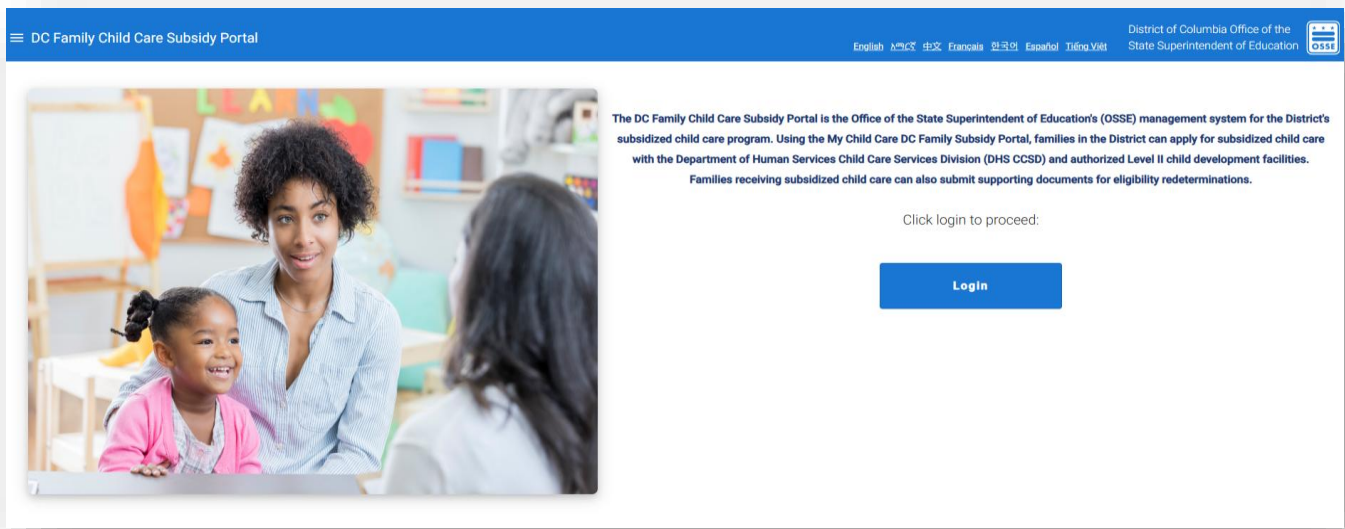 DC Family Child Care Subsidy Portal
English አማርኛ 中文 Français 한국어 Español Tiếng Việt
District of Columbia Office of the
State Superintendent of Education
OSSE
LEARN
The DC Family Child Care Subsidy Portal is the Office of the State Superintendent of Education's (OSSE) management system for the District's
subsidized child care program. Using the My Child Care DC Family Subsidy Portal, families in the District can apply for subsidized child care
with the Department of Human Services Child Care Services Division (DHS CCSD) and authorized Level II child development facilities.
Families receiving subsidized child care can also submit supporting documents for eligibility redeterminations.
Click login to proceed:
Login